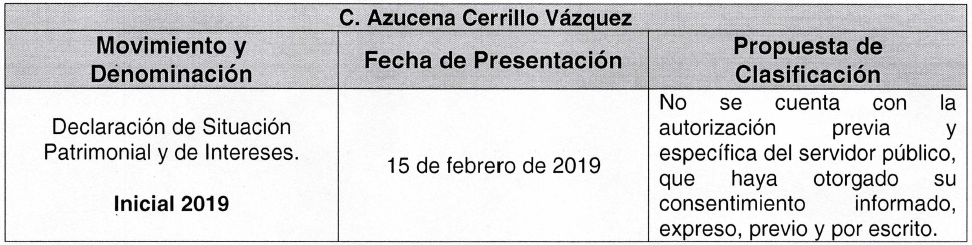 C. Azucena Cerrillo Vázquez
Movimiento y
Denominación
Fecha de Presentación
Propuesta de
Clasificación
Declaración de Situación
Patrimonial y de Intereses.
Inicial 2019
15 de febrero de 2019
No se cuenta con la
autorización previa y
específica del servidor público,
que haya otorgado su
consentimiento informado,
expreso, previo y por escrito.